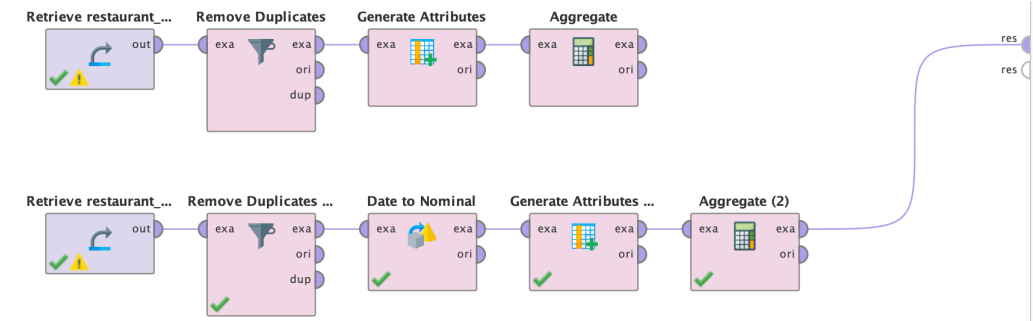 Retrieve restaurant_...
Remove Duplicates
Generate Attributes
Aggregate
out
exa
exa
exa
exa
exa
exa
res
ori
ori
ori
res
dup
Retrieve restaurant_...
Remove Duplicates ...
Date to Nominal
Generate Attributes ...
Aggregate (2)
out
exa
exa
exa
exa
exa
exa
exa
exa
ori
ori
ori
ori
dup